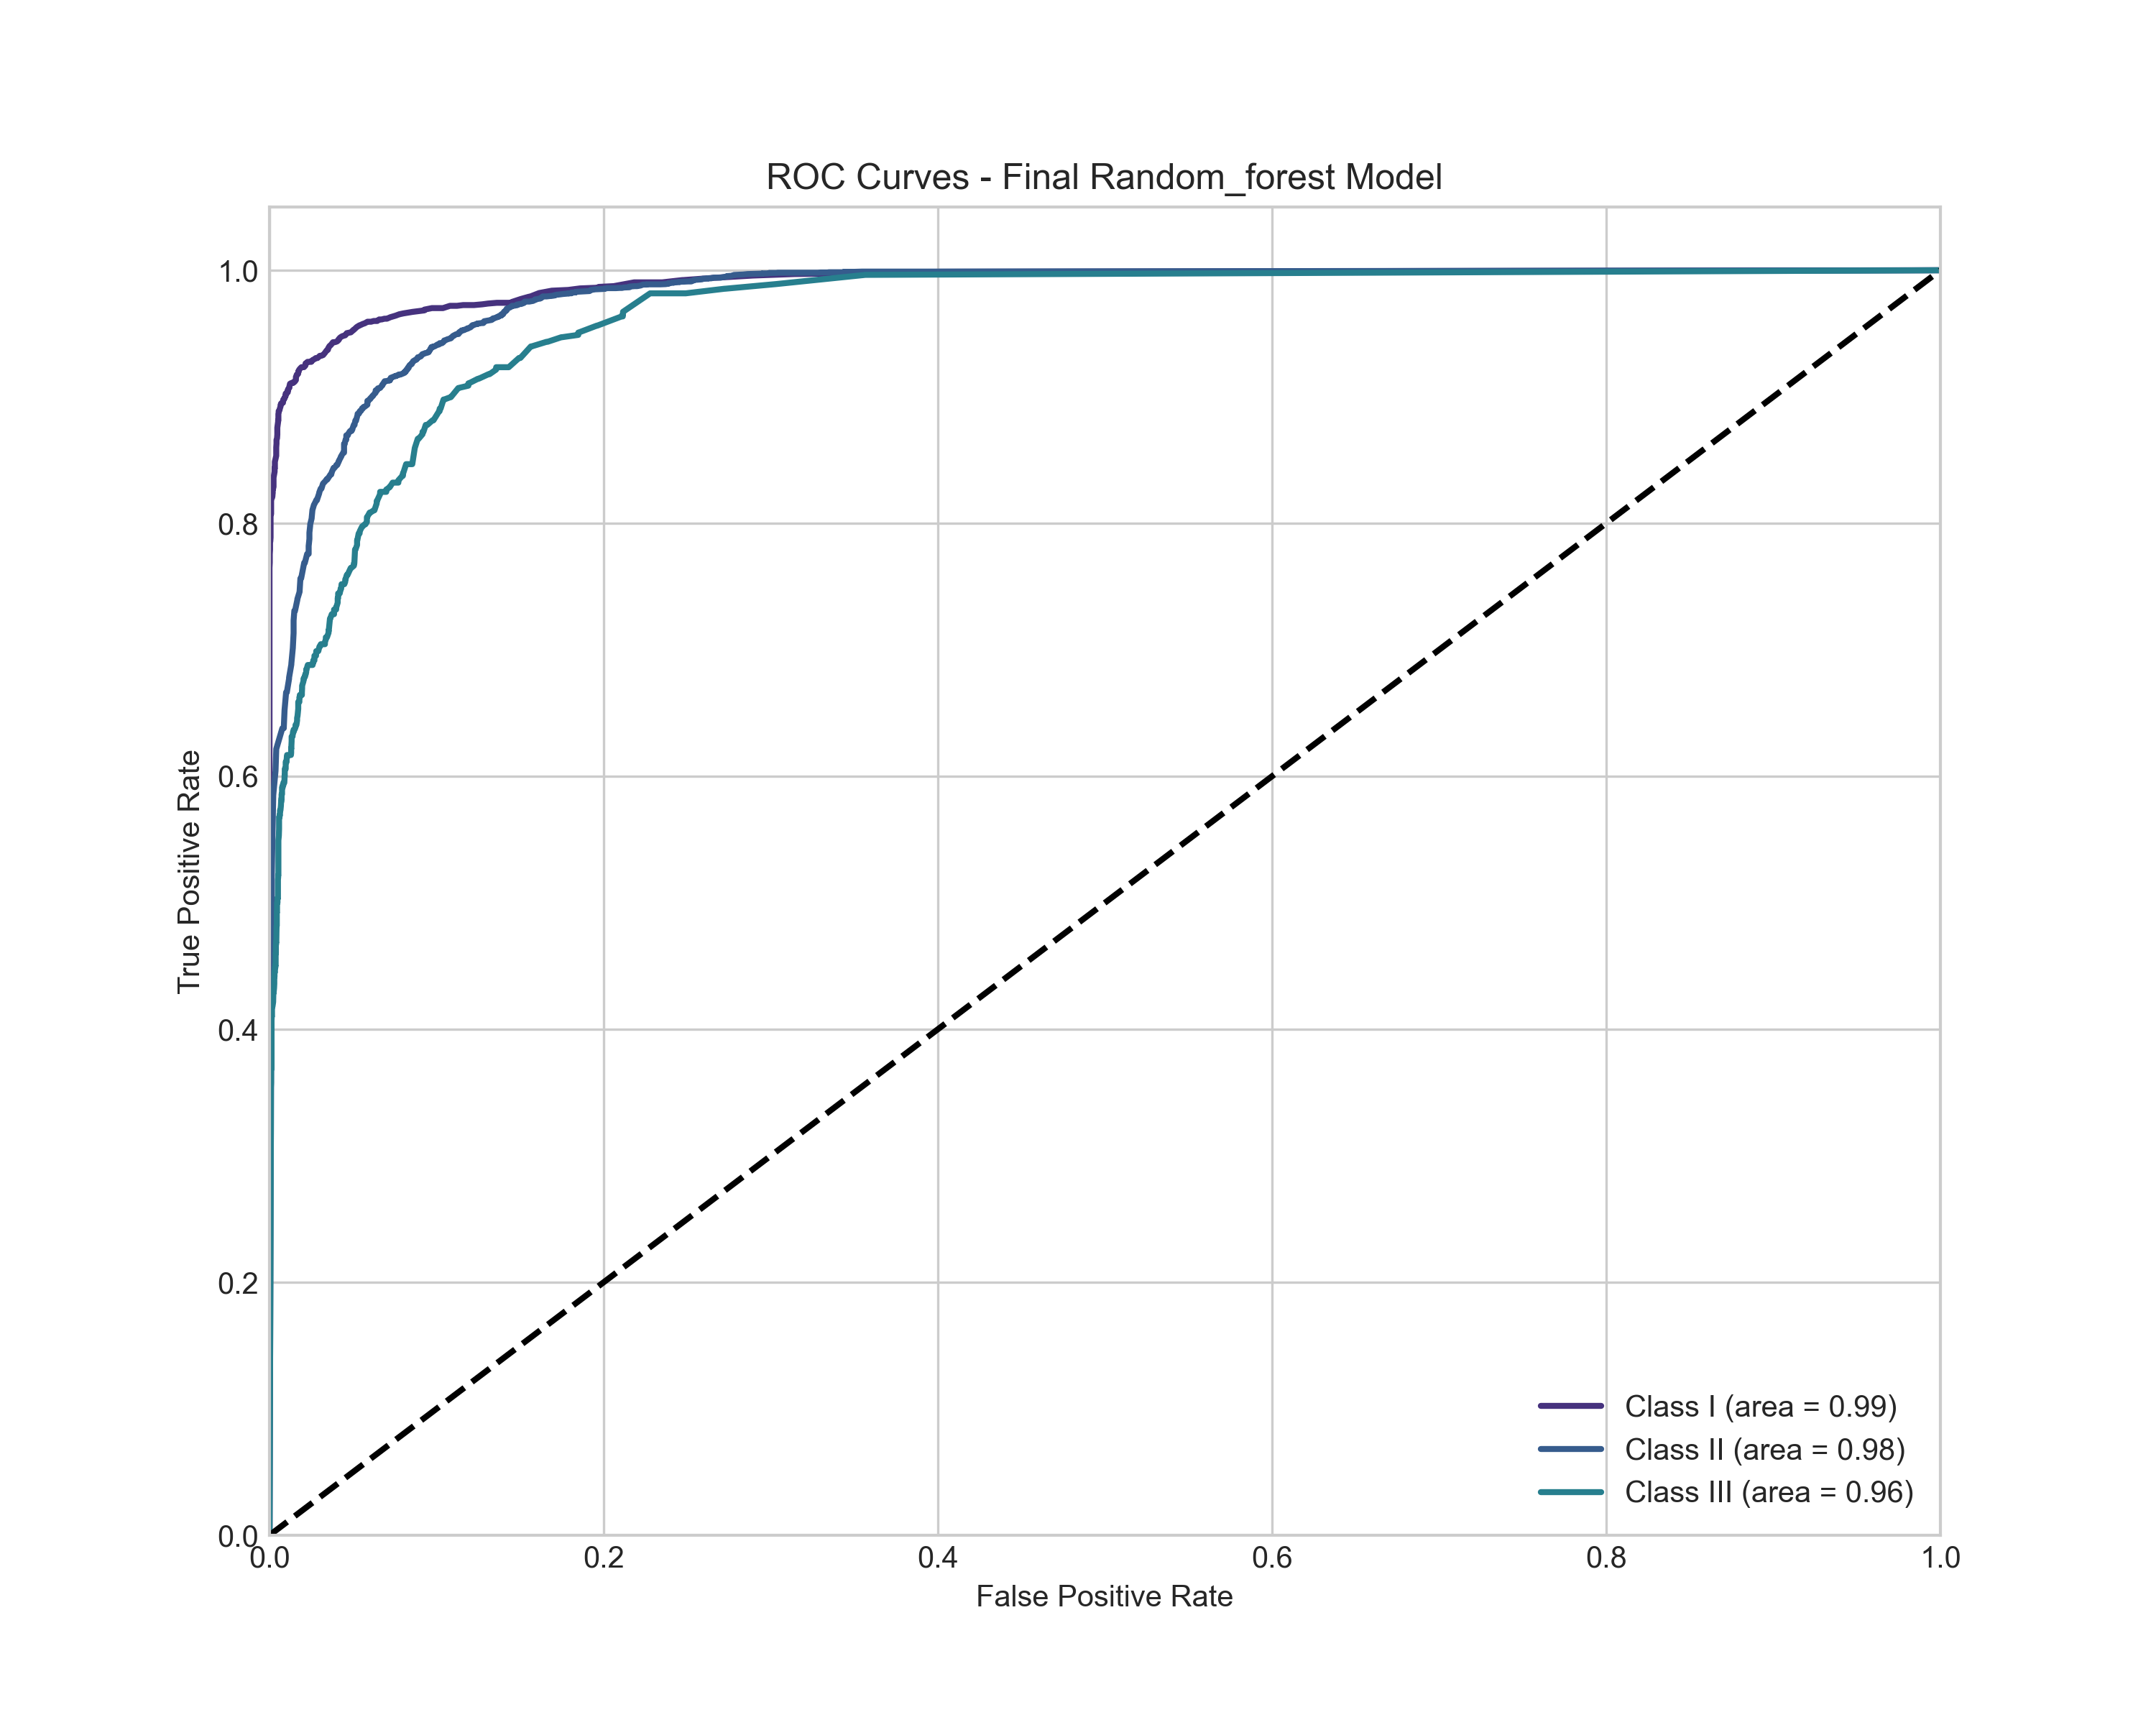 ROC Curves - Final Random_forest Model
1.0
0.8
0.6
0.4
0.2
0.0
True Positive Rate
0.0 0.2 0.4 0.6 0.8 1.0
False Positive Rate
Class I (area = 0.99)
Class II (area = 0.98)
Class III (area = 0.96)